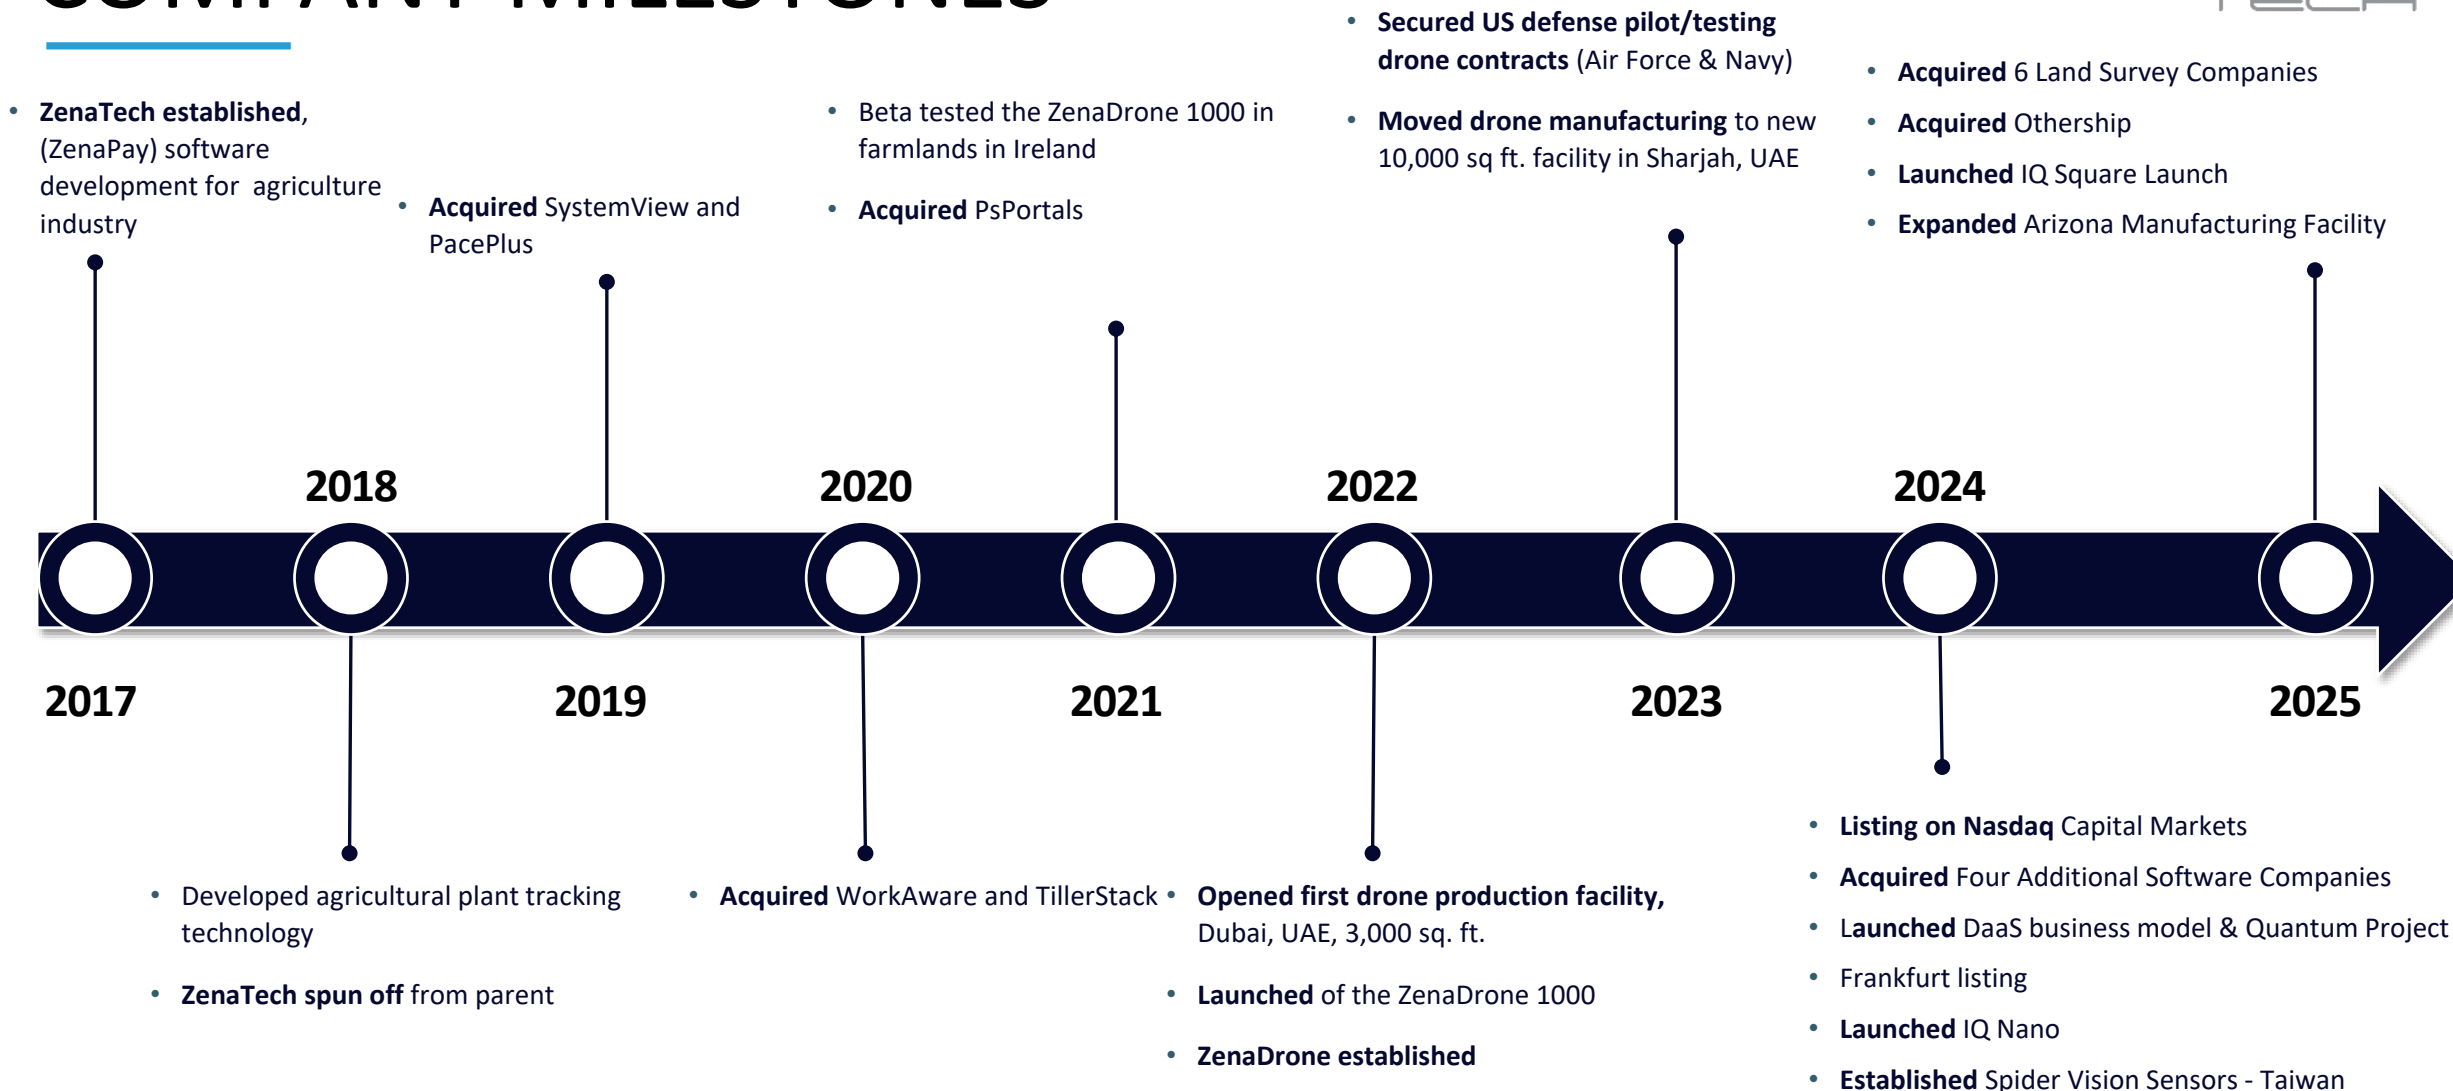 COMPANY MILESTONES
TECH
• ZenaTech established,
(ZenaPay) software
development for agriculture
industry
• Acquired SystemView and
PacePlus
• Beta tested the ZenaDrone 1000 in
farmlands in Ireland
• Acquired PsPortals
• Secured US defense pilot/testing
drone contracts (Air Force & Navy)
• Moved drone manufacturing to new
10,000 sq ft. facility in Sharjah, UAE
• Acquired 6 Land Survey Companies
• Acquired Othership
• Launched IQ Square Launch
• Expanded Arizona Manufacturing Facility
2018
2020
2022
2024
2017
2019
2021
2023
2025
• Developed agricultural plant tracking
technology
• ZenaTech spun off from parent
• Acquired WorkAware and TillerStack
• Opened first drone production facility,
Dubai, UAE, 3,000 sq. ft.
• Launched of the ZenaDrone 1000
• ZenaDrone established
• Listing on Nasdaq Capital Markets
• Acquired Four Additional Software Companies
• Launched DaaS business model & Quantum Project
• Frankfurt listing
• Launched IQ Nano
• Established Spider Vision Sensors - Taiwan